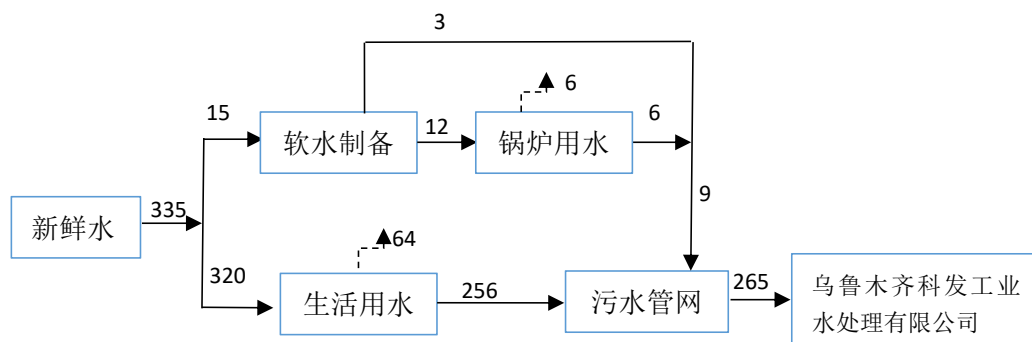 3
6
15
软水制备
12
锅炉用水
6
新鲜水
335
9
64
320
生活用水
256
污水管网
265
乌鲁木齐科发工业
水处理有限公司